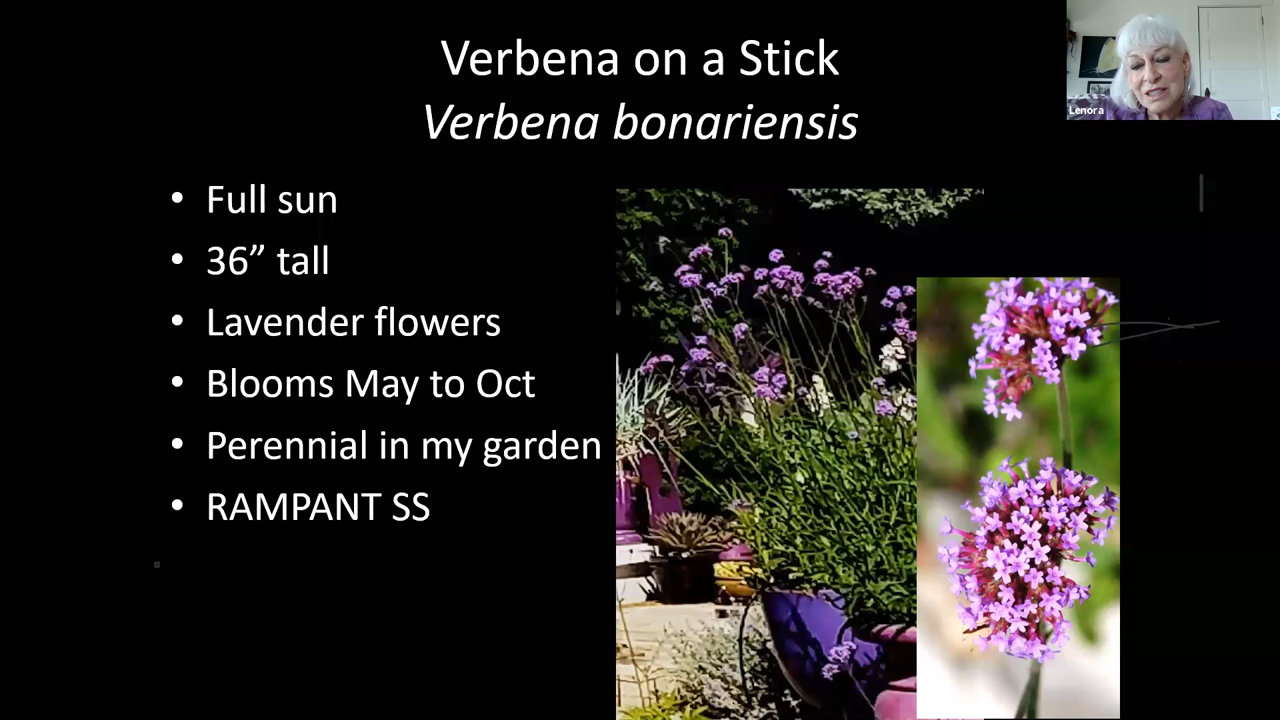 Verbena on a Stick
Verbena bonariensis
Lenora
• Full sun
• 36” tall
• Lavender flowers
• Blooms May to Oct
• Perennial in my garden
• RAMPANT SS